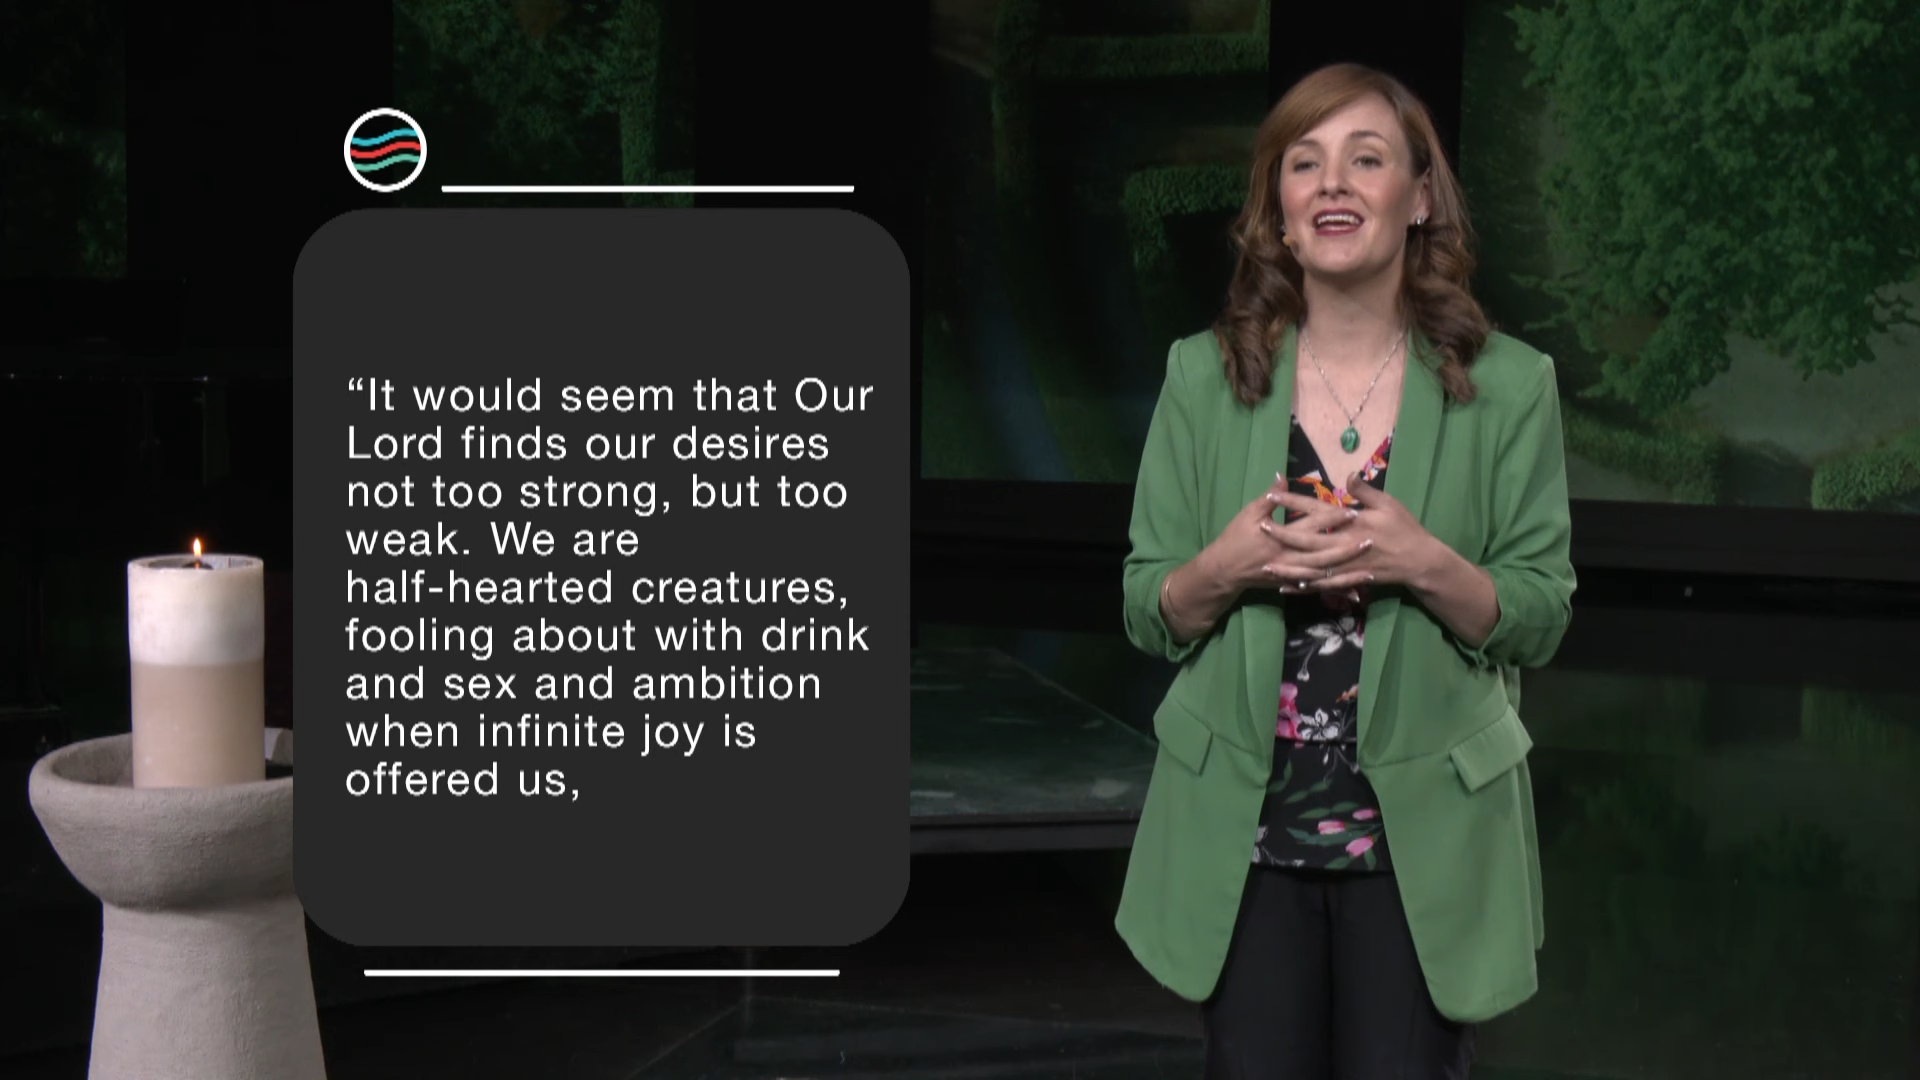 “It would seem that Our
Lord finds our desires
not too strong, but too
weak. We are
half-hearted creatures,
fooling about with drink
and sex and ambition
when infinite joy is
offered us,